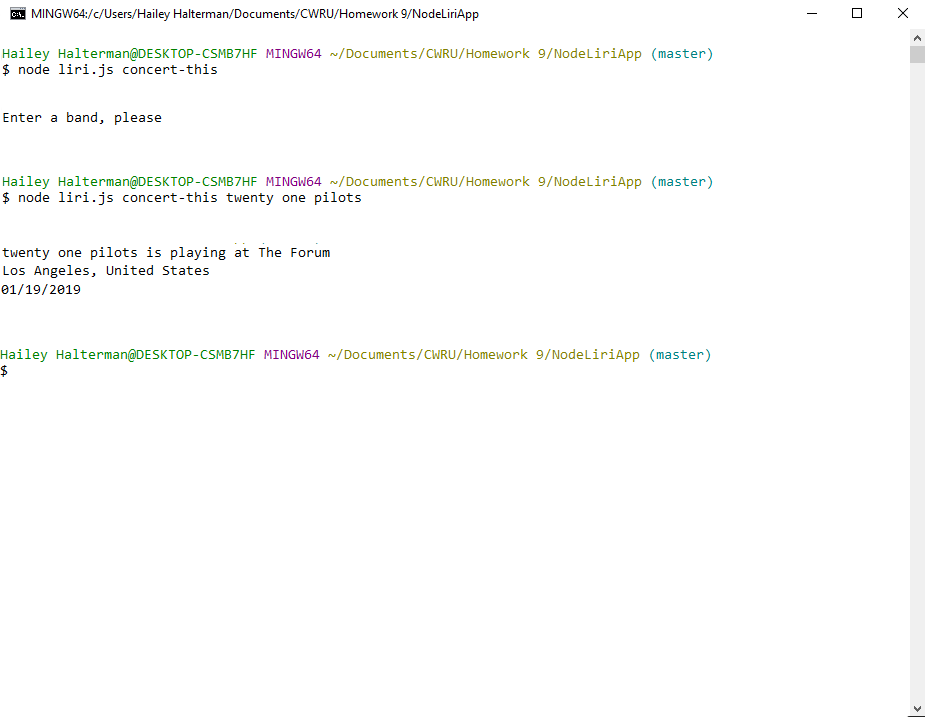 MINGW64:/c/Users/Hailey Halterman/Documents/CWRU/Homework 9/NodeLiriApp
Hailey Halterman@DESKTOP-CSMB7HF MINGW64 ~/Documents/CWRU/Homework 9/NodeLiriApp (master)
$ node liri.js concert-this
Enter a band, please
Hailey Halterman@DESKTOP-CSMB7HF MINGW64 ~/Documents/CWRU/Homework 9/NodeLiriApp (master)
$ node liri.js concert-this twenty one pilots
twenty one pilots is playing at The Forum
Los Angeles, United States
01/19/2019
Hailey Halterman@DESKTOP-CSMB7HF MINGW64 ~/Documents/CWRU/Homework 9/NodeLiriApp (master)
$